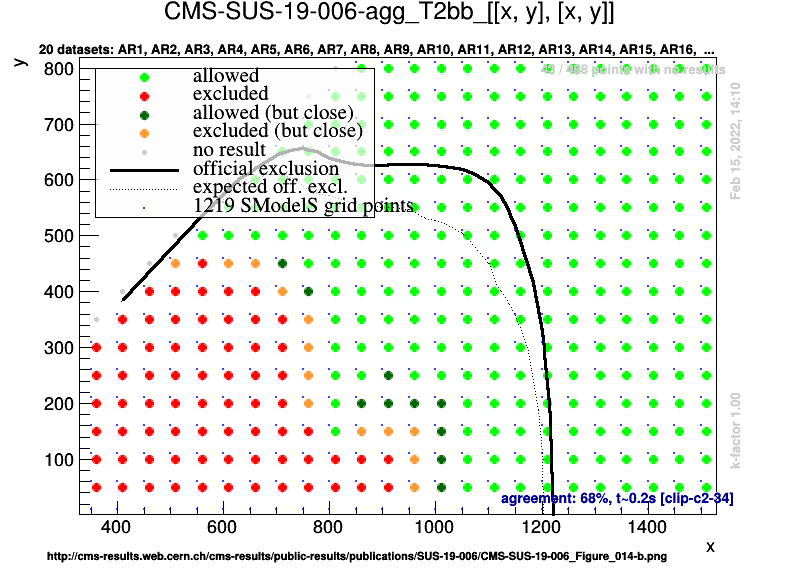 CMS-SUS-19-006-agg_T2bb_[[x, y], [x, y]]
20 datasets: AR1, AR2, AR3, AR4, AR5, AR6, AR7, AR8, AR9, AR10, AR11, AR12, AR13, AR14, AR15, AR16, ...
y
points with no results
allowed
excluded
allowed (but close)
excluded (but close)
no result
official exclusion
expected off. excl.
1219 SModelS grid points
800
700
600
500
400
300
200
100
400
600
800
1000
1200
1400
x
Feb 15, 2022, 14:10
k-factor 1.00
agreement: 68%, t~0.2s [clip-c2-34]
http://cms-results.web.cern.ch/cms-results/public-results/publications/SUS-19-006/CMS-SUS-19-006_Figure_014-b.png